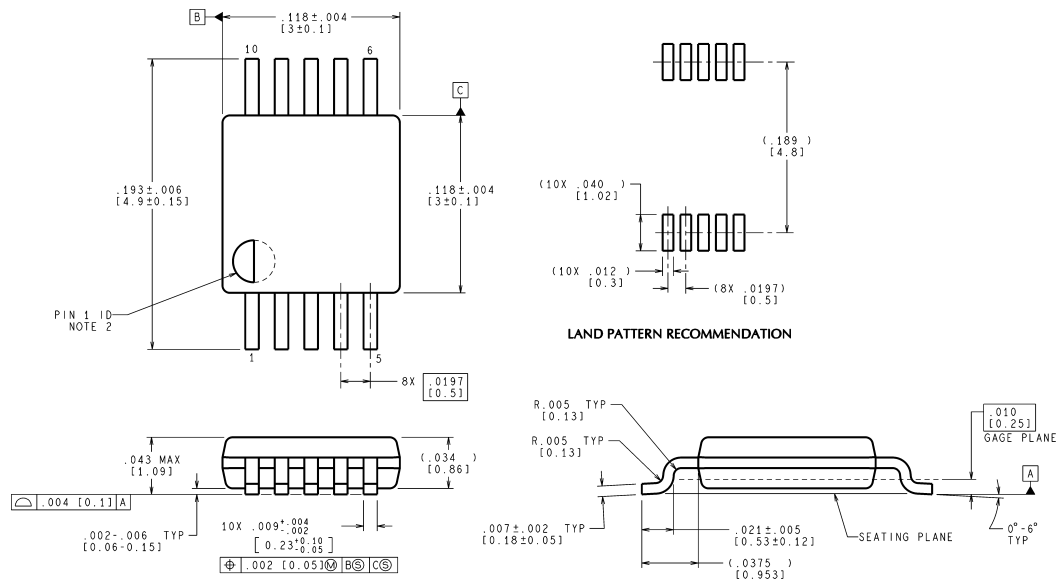 B
.118±.004
[3±0.1]
10
6
C
.193±.006
[4.9±0.15]
.118±.004
[3±0.1]
PIN 1 ID
NOTE 2
1
5
8X .0197
[0.5]
(.189 )
[4.8]
(10X .040 )
[1.02]
(10X .012 )
[0.3]
(8X .0197)
[0.5]
LAND PATTERN RECOMMENDATION
.043 MAX
[1.09]
(.034 )
[0.86]
.004 [0.1] A
.002-.006 TYP
[0.06-0.15]
10X .009+.004
-.002
[ 0.23+0.10
-0.05 ]
⌖ .002 [0.05]Ⓜ BⓈ CⓈ
R.005 TYP
[0.13]
R.005 TYP
[0.13]
.010
[0.25]
GAGE PLANE
A
.007±.002 TYP
[0.18±0.05]
.021±.005
[0.53±0.12]
SEATING PLANE
0°-6°
TYP
(.0375 )
[0.953]